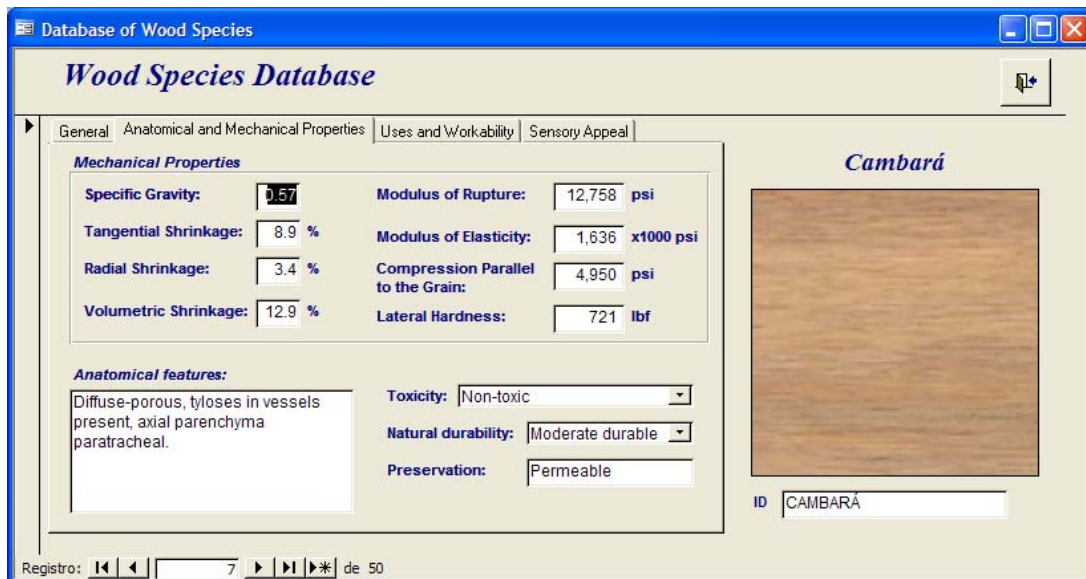 Database of Wood Species
Wood Species Database
General
Anatomical and Mechanical Properties
Uses and Workability
Sensory Appeal
Mechanical Properties
Specific Gravity: 0.57
Tangential Shrinkage: 8.9 %
Radial Shrinkage: 3.4 %
Volumetric Shrinkage: 12.9 %
Modulus of Rupture: 12,758 psi
Modulus of Elasticity: 1,636 x1000 psi
Compression Parallel
to the Grain: 4,950 psi
Lateral Hardness: 721 lbf
Anatomical features:
Diffuse-porous, tyloses in vessels
present, axial parenchyma
paratracheal.
Toxicity: Non-toxic
Natural durability: Moderate durable
Preservation: Permeable
Cambará
ID CAMBARÁ
Registro: 7 de 50